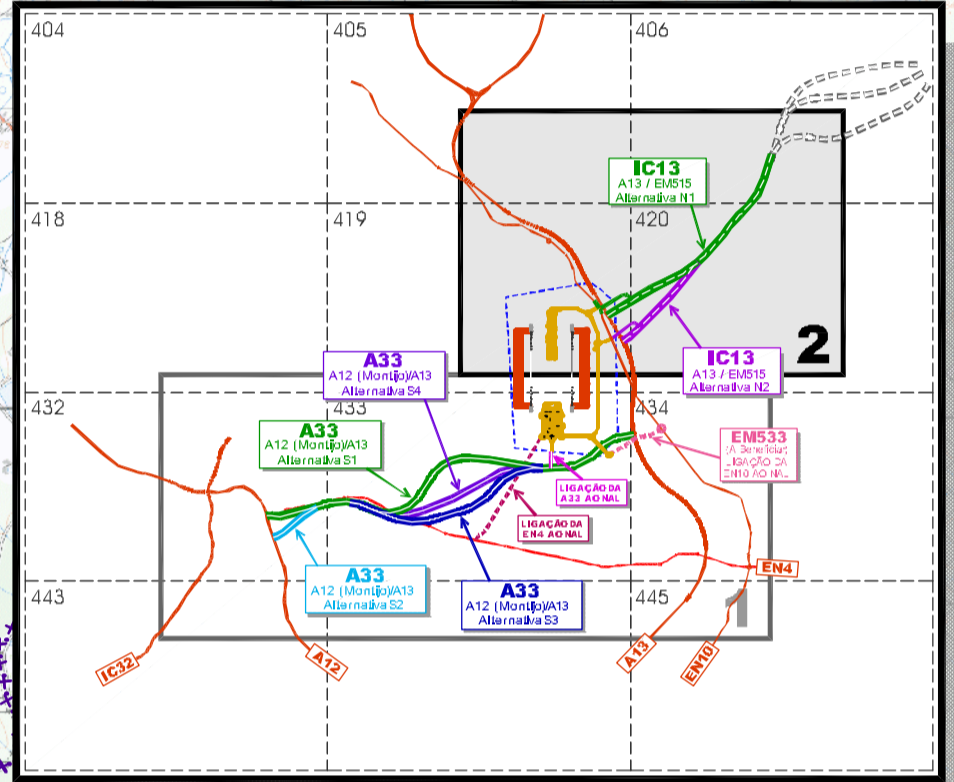 404
405
406
IC13
A13 / EM515
Alternativa N1
418
419
420
2
A33
A12 (Montijo)/A13
Alternativa S4
IC13
A13 / EM515
Alternativa N2
432
433
434
A33
A12 (Montijo)/A13
Alternativa S1
EM533
(A Beneficiar)
LIGAÇÃO DA
EN10 AO NAL
LIGAÇÃO DA
A33 AO NAL
LIGAÇÃO DA
EN4 AO NAL
EN4
A33
A12 (Montijo)/A13
Alternativa S2
A33
A12 (Montijo)/A13
Alternativa S3
443
445
1
IC32
A12
A13
EN10